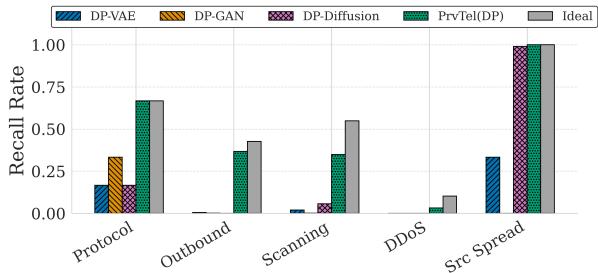 DP-VAE DP-GAN DP-Diffusion PrvTel(DP) Ideal
Recall Rate
1.00
0.75
0.50
0.25
0.00
Protocol Outbound Scanning DDoS Src Spread